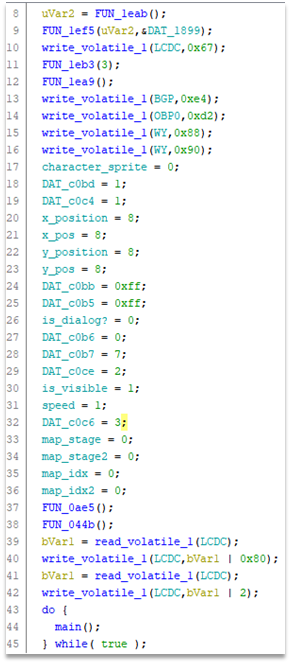 8 uVar2 = FUN_1eab();
9 FUN_1ef5(uVar2,&DAT_1899);
10 write_volatile_1(LCDC,0x67);
11 FUN_1eb3(3);
12 FUN_1ea9();
13 write_volatile_1(BGP,0xe4);
14 write_volatile_1(OBP0,0xd2);
15 write_volatile_1(WY,0x88);
16 write_volatile_1(WY,0x90);
17 character_sprite = 0;
18 DAT_c0bd = 1;
19 DAT_c0c4 = 1;
20 x_position = 8;
21 x_pos = 8;
22 y_position = 8;
23 y_pos = 8;
24 DAT_c0bb = 0xff;
25 DAT_c0b5 = 0xff;
26 is_dialog? = 0;
27 DAT_c0b6 = 0;
28 DAT_c0b7 = 7;
29 DAT_c0ce = 2;
30 is_visible = 1;
31 speed = 1;
32 DAT_c0c6 = 3;
33 map_stage = 0;
34 map_stage2 = 0;
35 map_idx = 0;
36 map_idx2 = 0;
37 FUN_0ae5();
38 FUN_044b();
39 bVar1 = read_volatile_1(LCDC);
40 write_volatile_1(LCDC,bVar1 | 0x80);
41 bVar1 = read_volatile_1(LCDC);
42 write_volatile_1(LCDC,bVar1 | 2);
43 do {
44 main();
45 } while( true );